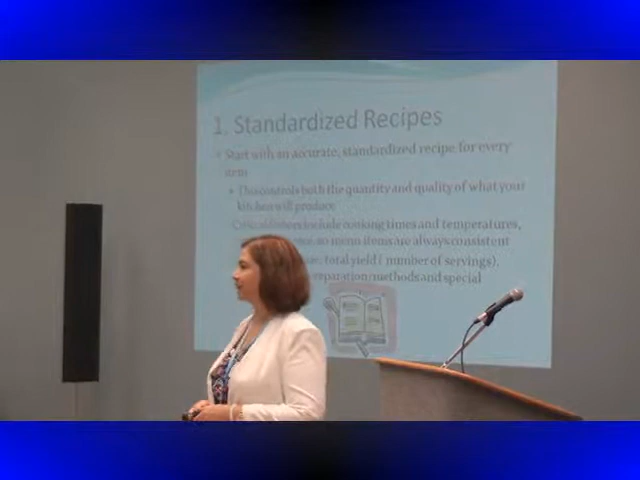 1. Standardized Recipes
Start with an accurate, standardized recipe for every
item
This controls both the quantity and quality of what your
kitchen will produce
include cooking times and temperatures,
so menu items are always consistent
total yield ( number of servings),
preparation methods and special